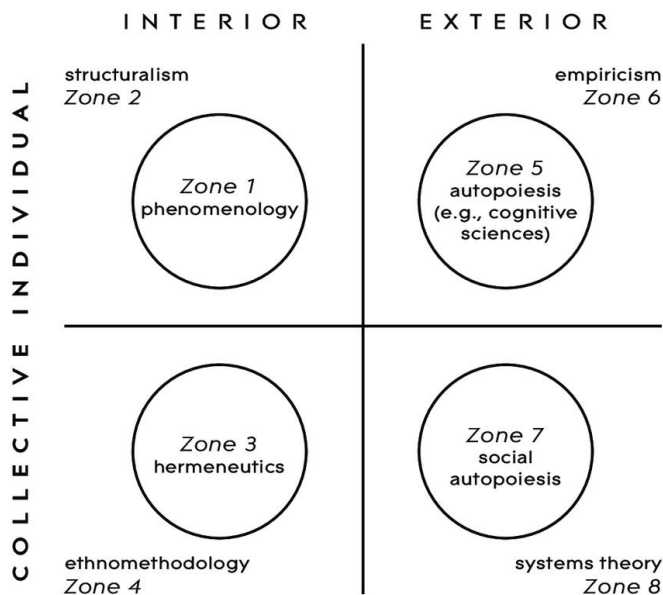 INTERIOR
EXTERIOR
INDIVIDUAL
structuralism
Zone 2
Zone 1
phenomenology
empiricism
Zone 6
Zone 5
autopoiesis
(e.g., cognitive
sciences)
COLLECTIVE
Zone 3
hermeneutics
ethnomethodology
Zone 4
Zone 7
social
autopoiesis
systems theory
Zone 8